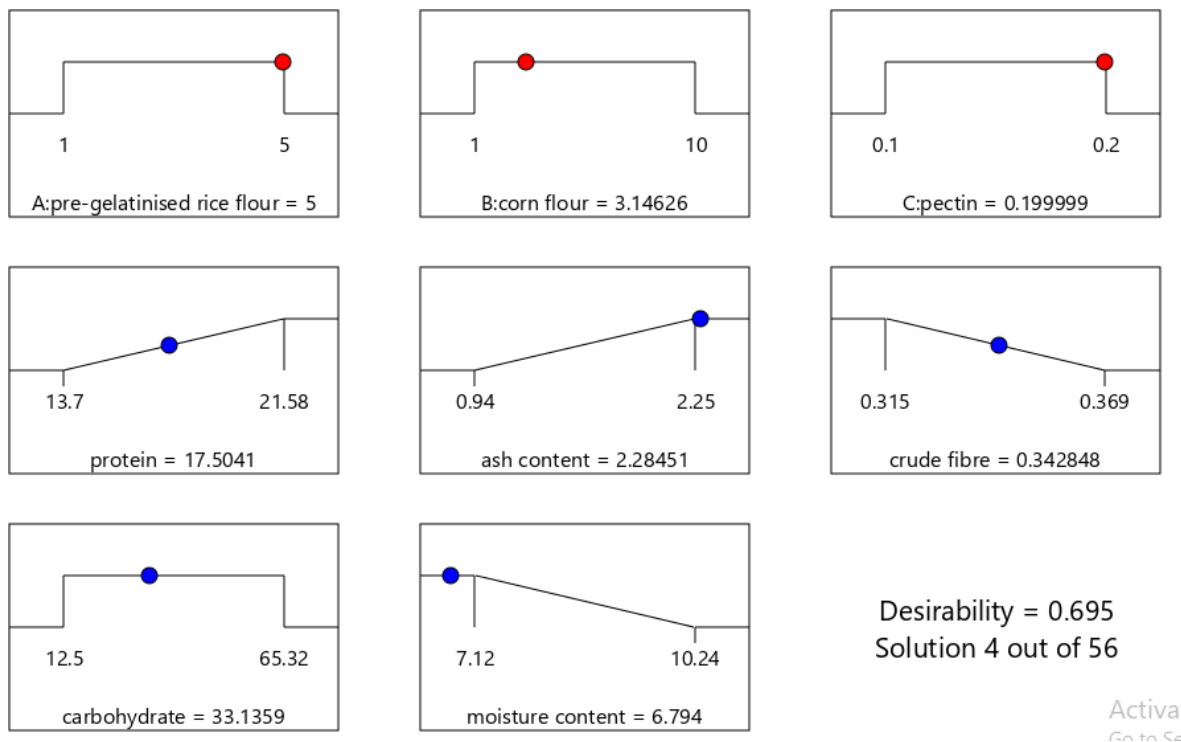 1 5
A:pre-gelatinised rice flour = 5
1 10
B:corn flour = 3.14626
0.1 0.2
C:pectin = 0.199999
13.7 21.58
protein = 17.5041
0.94 2.25
ash content = 2.28451
0.315 0.369
crude fibre = 0.342848
12.5 65.32
carbohydrate = 33.1359
7.12 10.24
moisture content = 6.794
Desirability = 0.695
Solution 4 out of 56
Activa
Go to Se